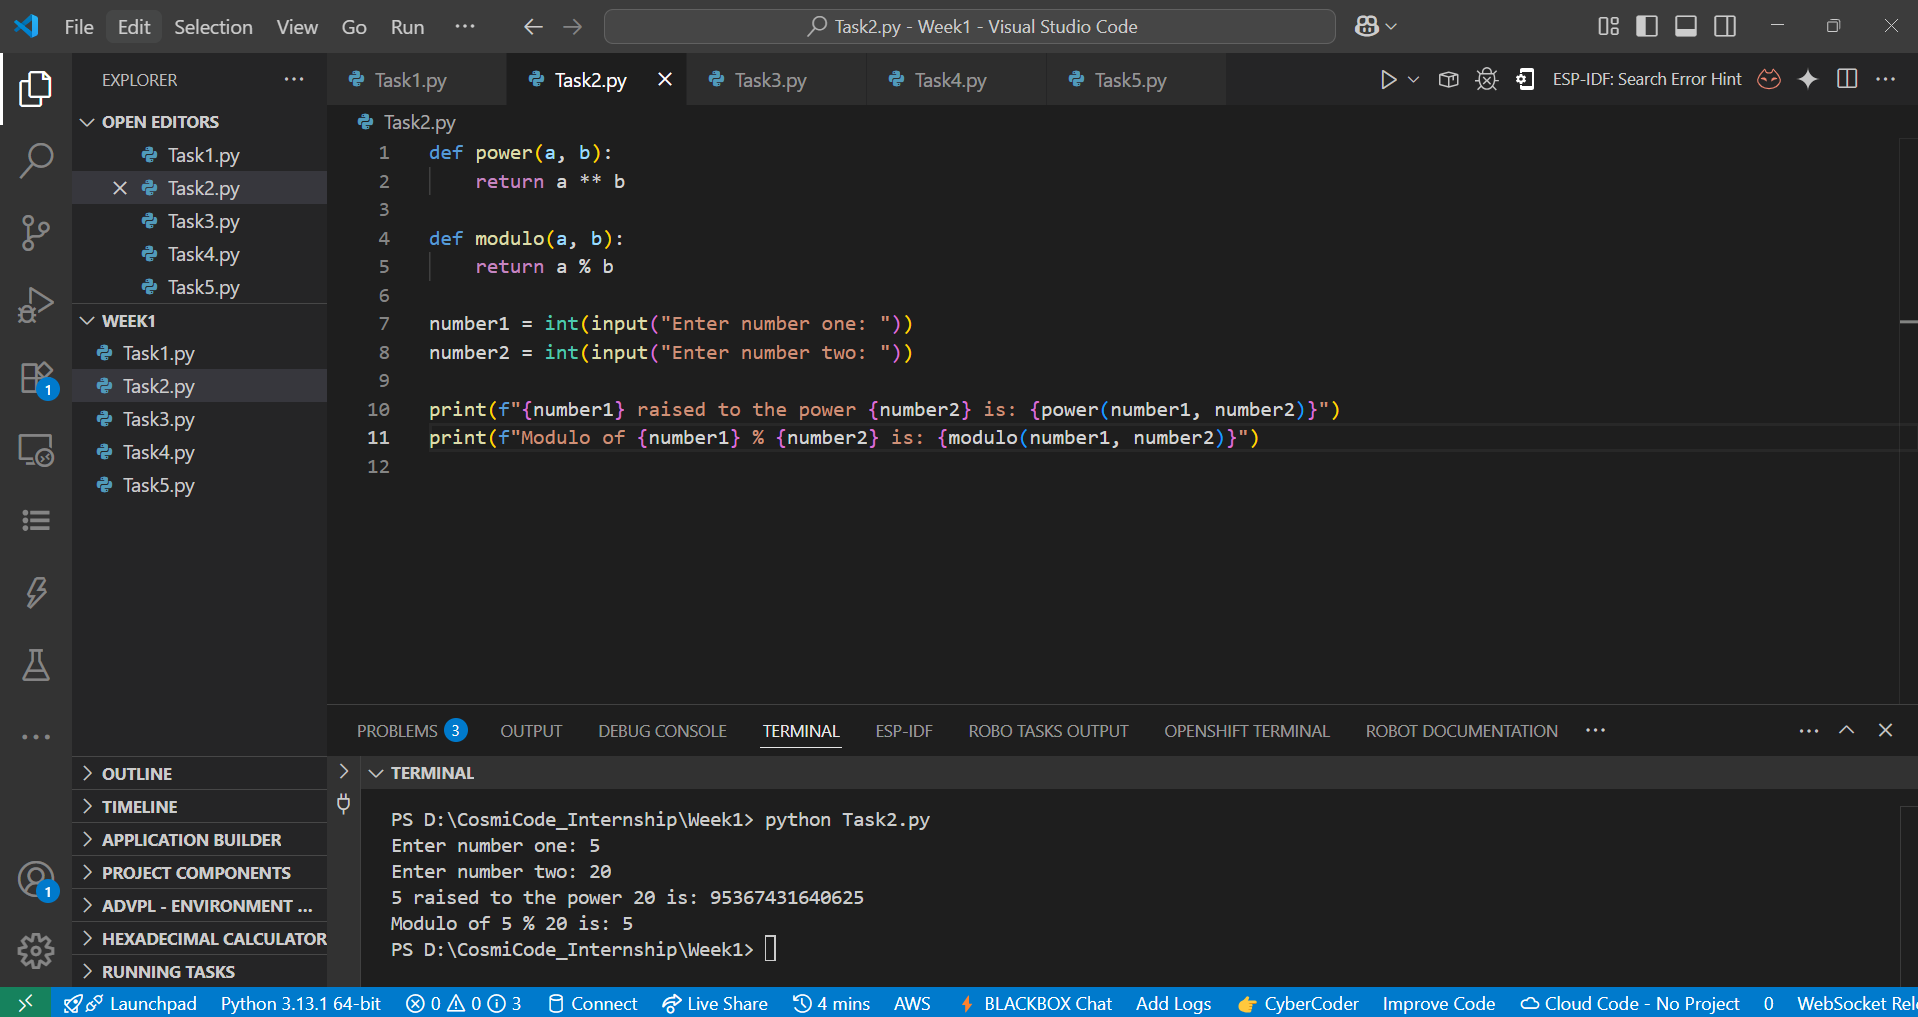 File Edit Selection View Go Run ··· Task2.py - Week1 - Visual Studio Code
EXPLORER ···
OPEN EDITORS
Task1.py
Task2.py
Task3.py
Task4.py
Task5.py
WEEK1
Task1.py
Task2.py
Task3.py
Task4.py
Task5.py
OUTLINE
TIMELINE
APPLICATION BUILDER
PROJECT COMPONENTS
ADVPL - ENVIRONMENT ...
HEXADECIMAL CALCULATOR
RUNNING TASKS
1
1
Task1.py Task2.py Task3.py Task4.py Task5.py ESP-IDF: Search Error Hint
Task2.py
1 def power(a, b):
2     return a ** b
3
4 def modulo(a, b):
5     return a % b
6
7 number1 = int(input("Enter number one: "))
8 number2 = int(input("Enter number two: "))
9
10 print(f"{number1} raised to the power {number2} is: {power(number1, number2)}")
11 print(f"Modulo of {number1} % {number2} is: {modulo(number1, number2)}")
12
PROBLEMS 3 OUTPUT DEBUG CONSOLE TERMINAL ESP-IDF ROBO TASKS OUTPUT OPENSHIFT TERMINAL ROBOT DOCUMENTATION ···
TERMINAL
PS D:\CosmiCode_Internship\Week1> python Task2.py
Enter number one: 5
Enter number two: 20
5 raised to the power 20 is: 95367431640625
Modulo of 5 % 20 is: 5
PS D:\CosmiCode_Internship\Week1>
Launchpad Python 3.13.1 64-bit 0 0 3 Connect Live Share 4 mins AWS BLACKBOX Chat Add Logs CyberCoder Improve Code Cloud Code - No Project 0 WebSocket Rel